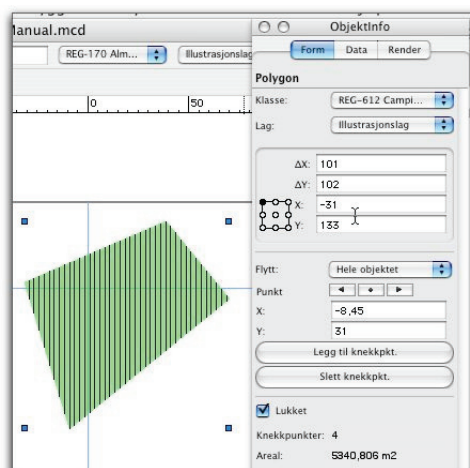 Manual.mcd
REG-170 Alm...
Illustrasjonslag
0
50
ObjektInfo
Form
Data
Render
Polygon
Klasse:
REG-612 Campi...
Lag:
Illustrasjonslag
ΔX: 101
ΔY: 102
X: -31
Y: 133
Flytt:
Hele objektet
Punkt
X: -8,45
Y: 31
Legg til knekkpkt.
Slett knekkpkt.
Lukket
Knekkpunkter: 4
Areal: 5340,806 m2